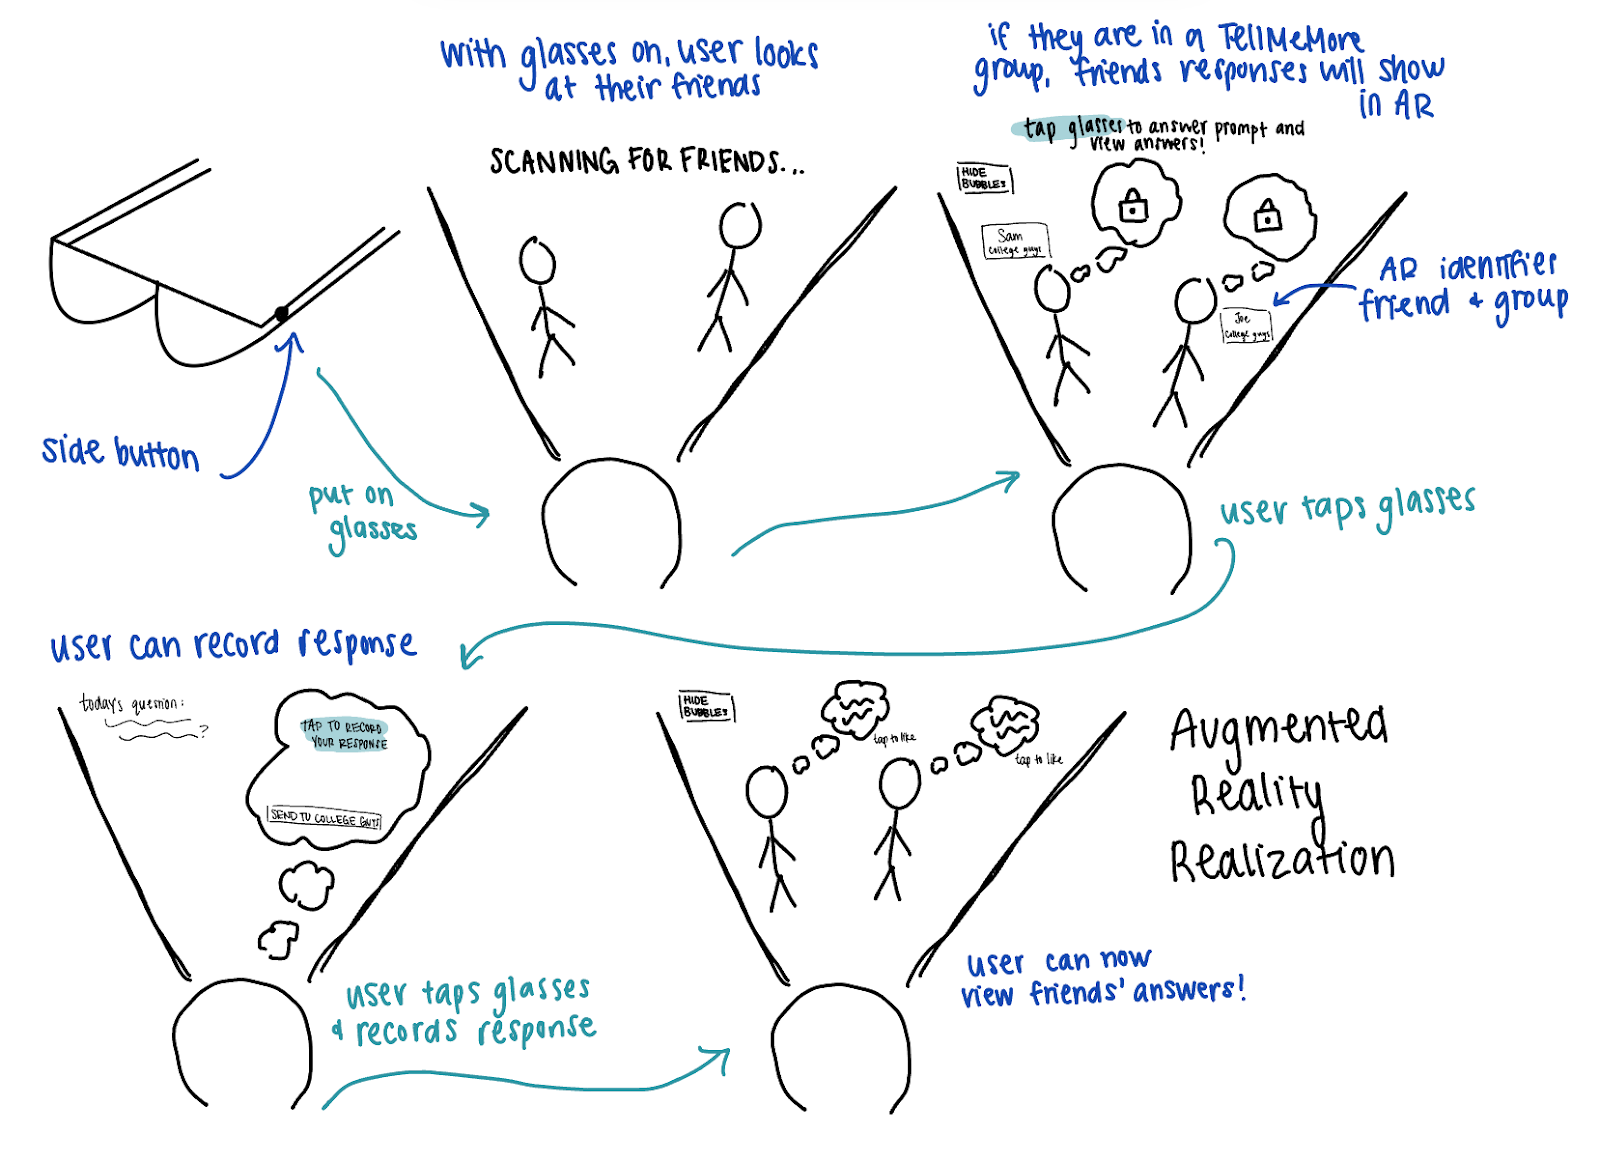 with glasses on, user looks
at their friends
SCANNING FOR FRIENDS...
side button
put on
glasses
if they are in a TellMeMore
group, friends responses will show
in AR
tap glasses to answer prompt and
view answers!
HIDE
BUBBLES
Sam
college guys
Joe
college guys
AR identifier
friend + group
user taps glasses
user can record response
today's question:
?
TAP TO RECORD
YOUR RESPONSE
SEND TO COLLEGE GUYS
user taps glasses
& records response
HIDE
BUBBLES
tap to like
tap to like
user can now
view friends' answers!
Augmented
Reality
Realization